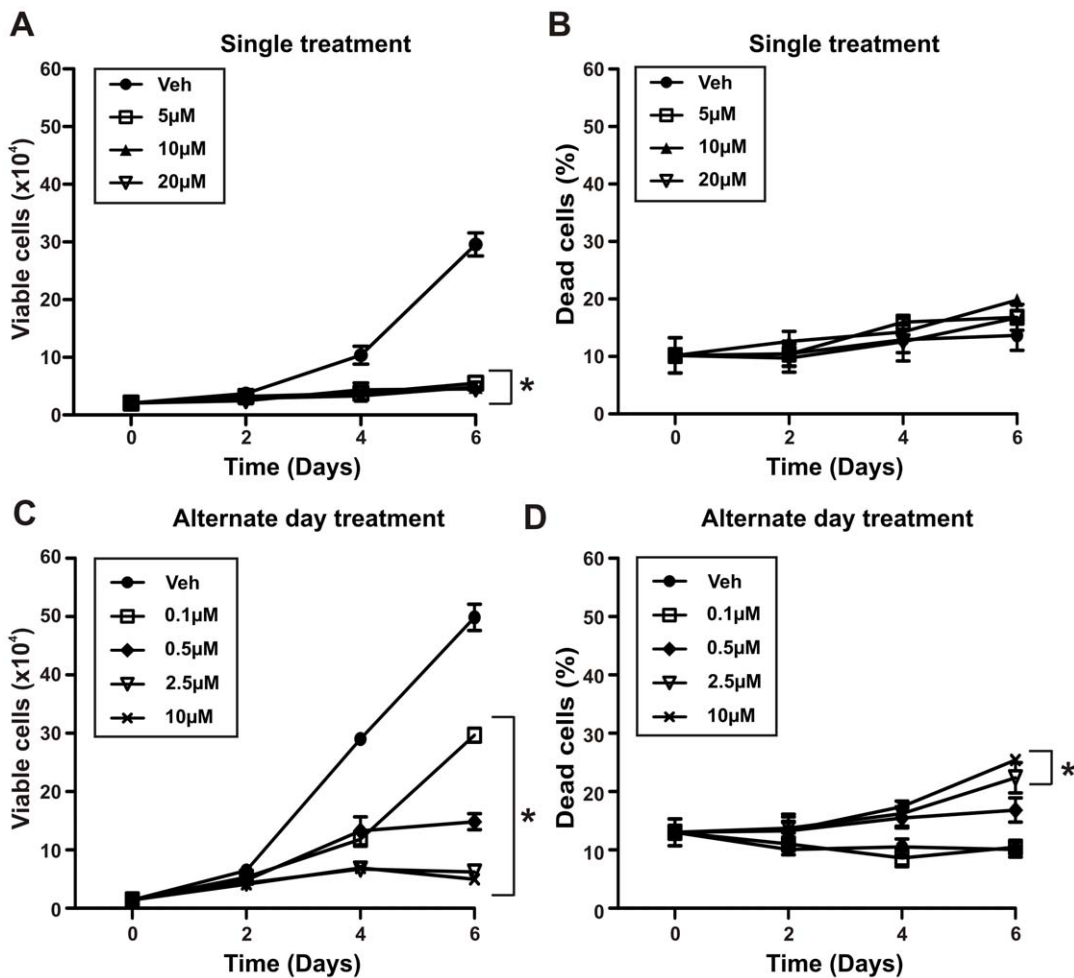 A
Single treatment
Viable cells (x10⁴)
60
50
40
30
20
10
0
Veh
5µM
10µM
20µM
*
0 2 4 6
Time (Days)
B
Single treatment
Dead cells (%)
60
50
40
30
20
10
0
Veh
5µM
10µM
20µM
0 2 4 6
Time (Days)
C
Alternate day treatment
Viable cells (x10⁴)
60
50
40
30
20
10
0
Veh
0.1µM
0.5µM
2.5µM
10µM
*
0 2 4 6
Time (Days)
D
Alternate day treatment
Dead cells (%)
60
50
40
30
20
10
0
Veh
0.1µM
0.5µM
2.5µM
10µM
*
0 2 4 6
Time (Days)